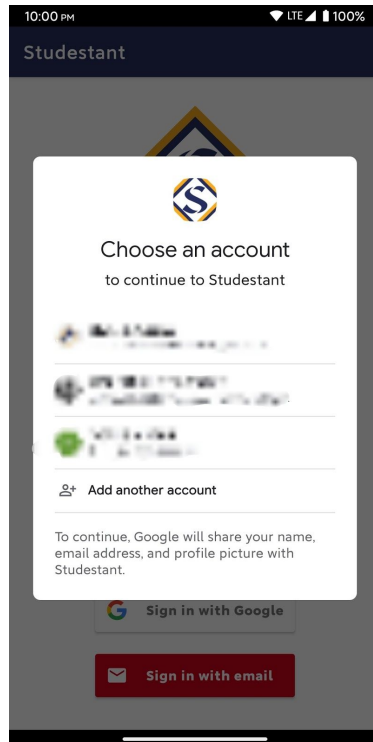 10:00 PM LTE 100%
Studestant
S
Choose an account
to continue to Studestant
Add another account
To continue, Google will share your name,
email address, and profile picture with
Studestant.
G Sign in with Google
Sign in with email